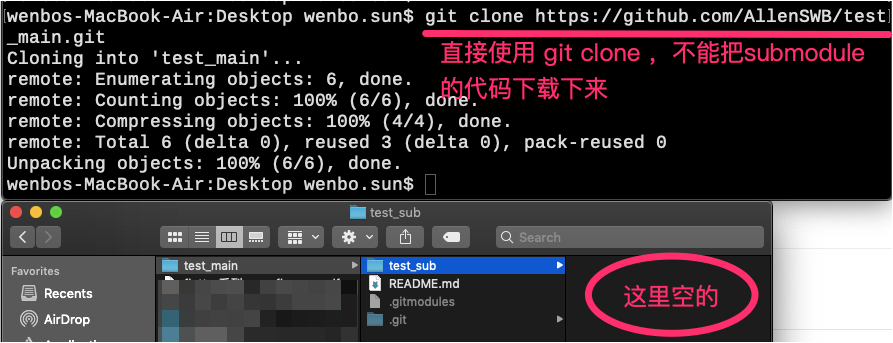 wenbos-MacBook-Air:Desktop wenbo.sun$ git clone https://github.com/AllenSWB/test
_main.git
Cloning into 'test_main'...
remote: Enumerating objects: 6, done.
remote: Counting objects: 100% (6/6), done.
remote: Compressing objects: 100% (4/4), done.
remote: Total 6 (delta 0), reused 3 (delta 0), pack-reused 0
Unpacking objects: 100% (6/6), done.
wenbos-MacBook-Air:Desktop wenbo.sun$
直接使用 git clone ，不能把submodule
的代码下载下来
test_sub
Search
Favorites
Recents
AirDrop
test_main
test_sub
README.md
.gitmodules
.git
这里空的